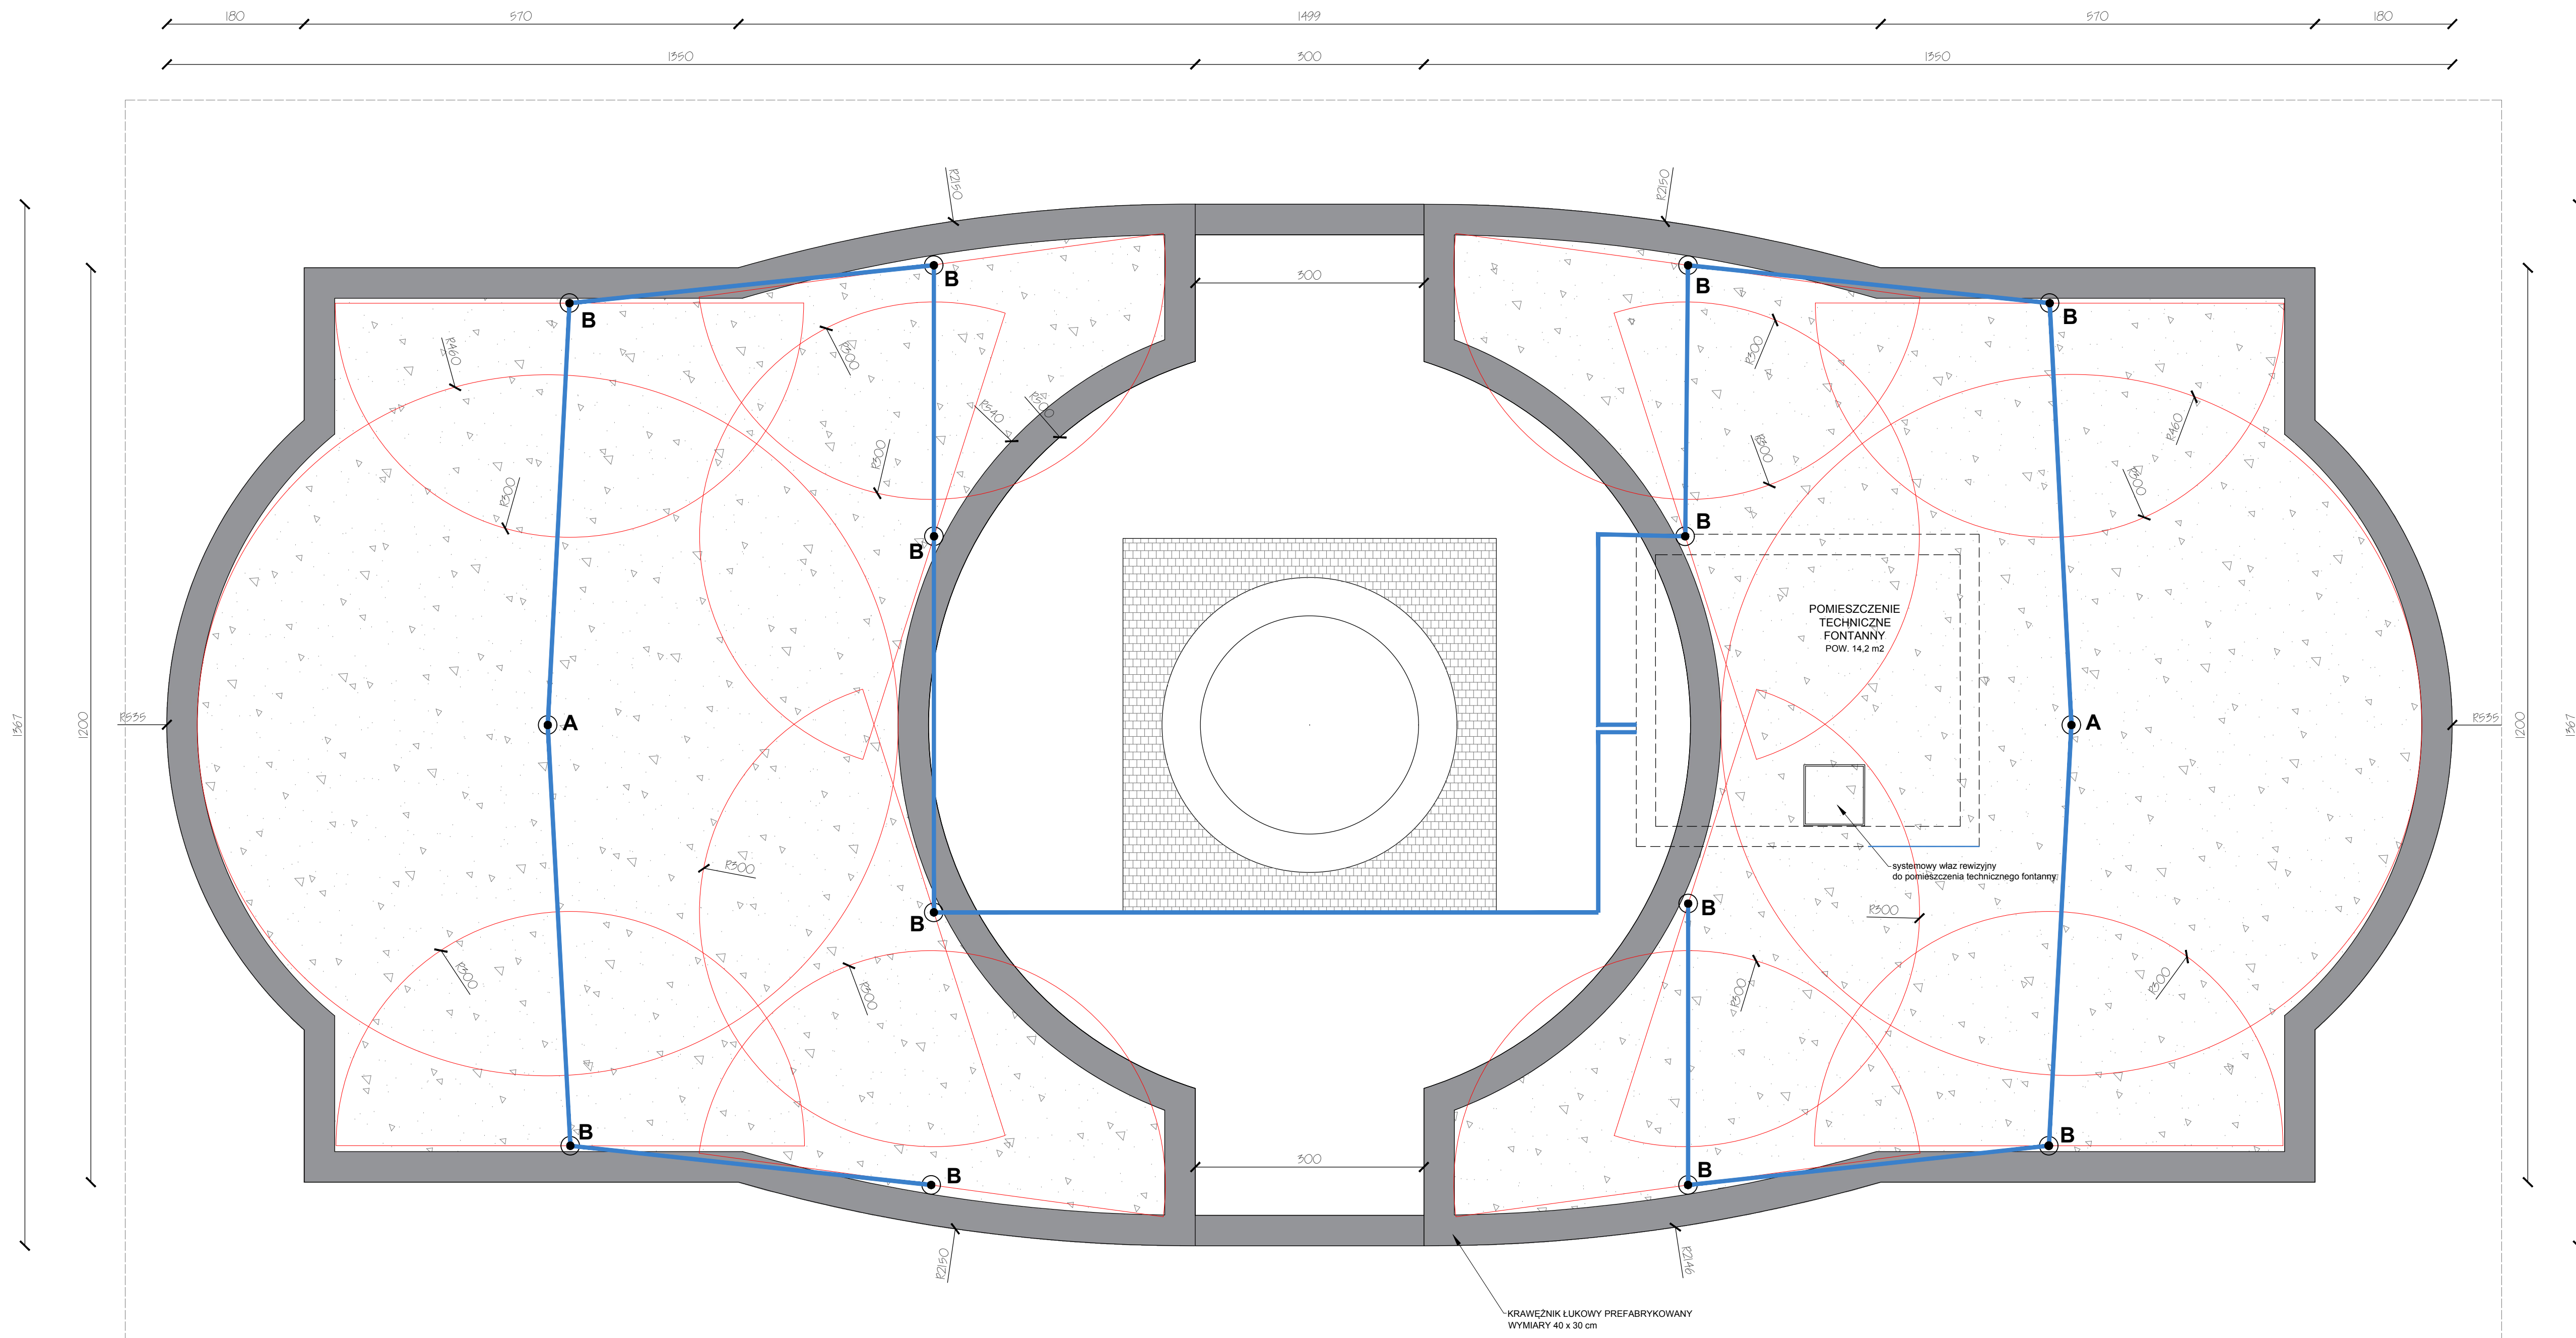 180 570 1499 570 180
1350 300 1350
R2150 R2150
300
B B B B
R460 R300 R300 R300 R540 R500 R300 R300 R460 R300
B B
POMIESZCZENIE
TECHNICZNE
FONTANNY
POW. 14,2 m2
1367 1200 R535 A A R535 1200 1367
systemowy właz rewizyjny
do pomieszczenia technicznego fontanny
R300 R300
B B
R300 R300 R300 R300
B B B B
300
R2150 R2146
KRAWĘŻNIK ŁUKOWY PREFABRYKOWANY
WYMIARY 40 x 30 cm